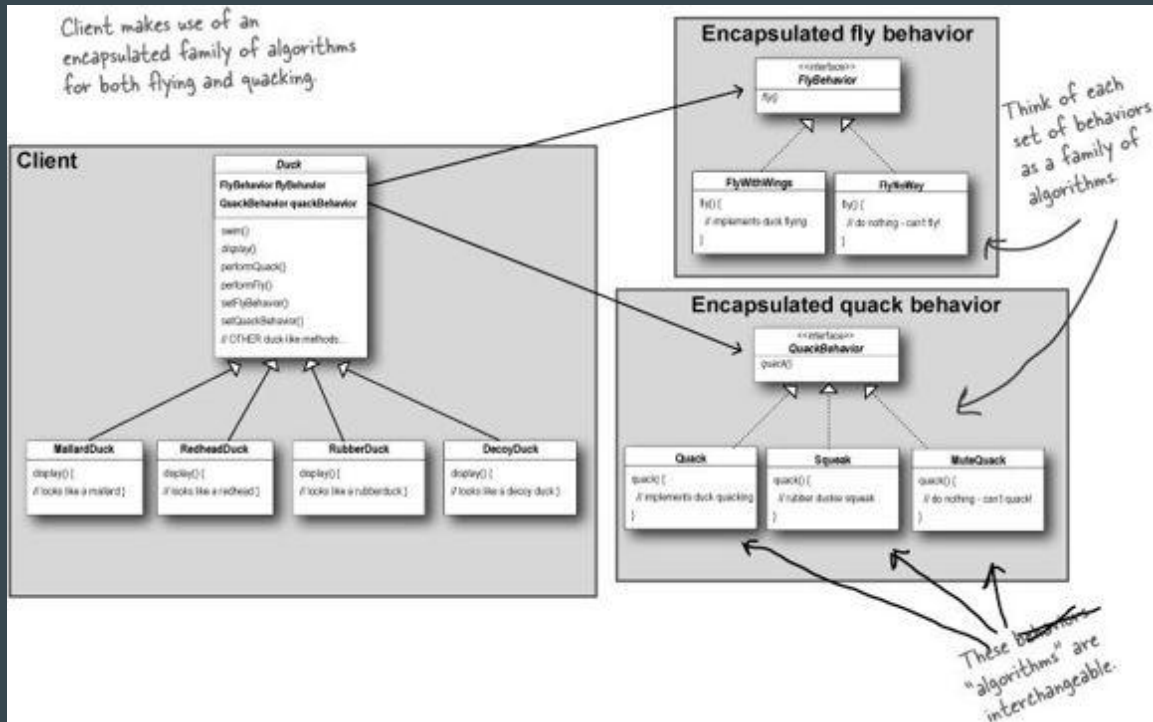 Client makes use of an
encapsulated family of algorithms
for both flying and quacking.
Client
Duck
FlyBehavior flyBehavior
QuackBehavior quackBehavior
swim()
display()
performQuack()
performFly()
setFlyBehavior()
setQuackBehavior()
// OTHER duck-like methods...
MallardDuck
display() {
// looks like a mallard }
RedheadDuck
display() {
// looks like a redhead }
RubberDuck
display() {
// looks like a rubberduck }
DecoyDuck
display() {
// looks like a decoy duck }
Encapsulated fly behavior
<<interface>>
FlyBehavior
fly()
FlyWithWings
fly() {
// implements duck flying
}
FlyNoWay
fly() {
// do nothing - can't fly!
}
Think of each
set of behaviors
as a family of
algorithms.
Encapsulated quack behavior
<<interface>>
QuackBehavior
quack()
Quack
quack() {
// implements duck quacking
}
Squeak
quack() {
// rubber duckie squeak
}
MuteQuack
quack() {
// do nothing - can't quack!
}
These behaviors
"algorithms" are
interchangeable.